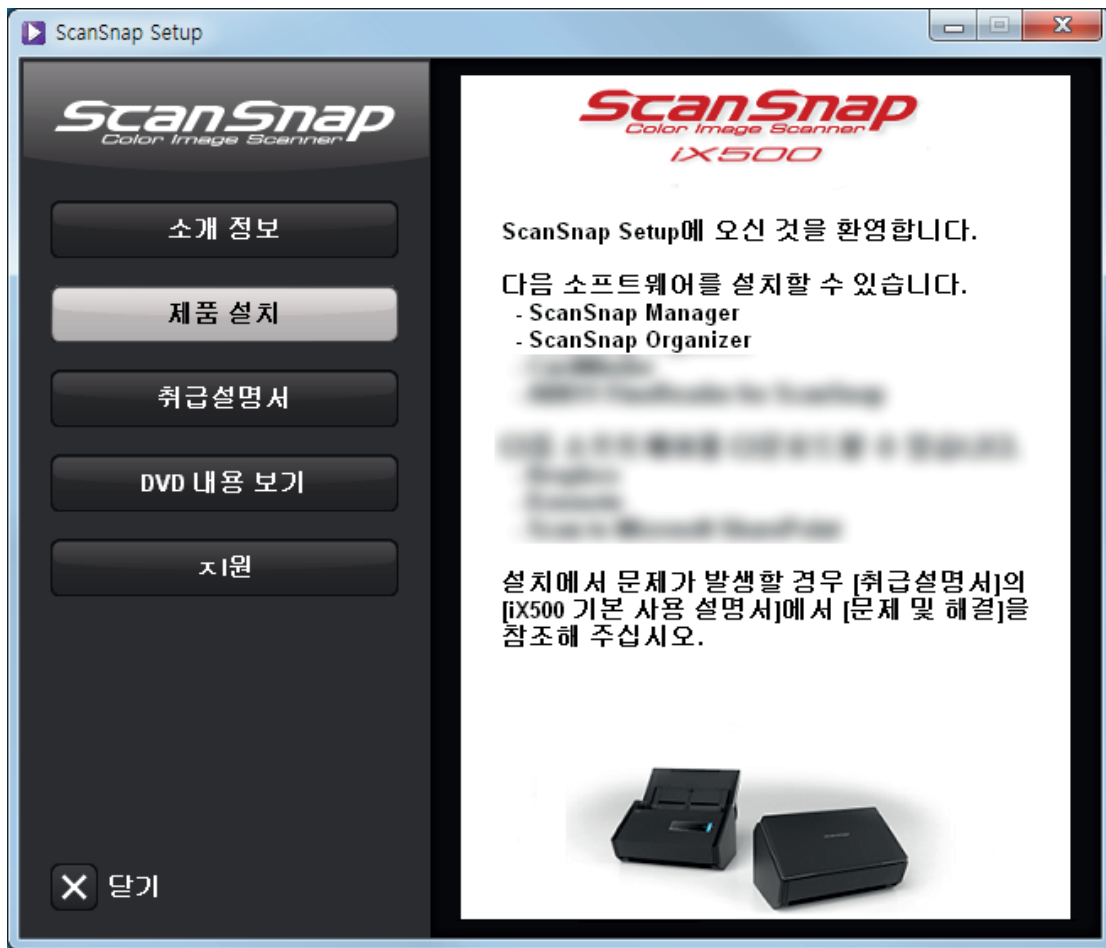 ScanSnap Setup
ScanSnap
Color Image Scanner
소개 정보
제품 설치
취급설명서
DVD 내용 보기
지원
닫기
ScanSnap
Color Image Scanner
iX500
ScanSnap Setup에 오신 것을 환영합니다.
다음 소프트웨어를 설치할 수 있습니다.
- ScanSnap Manager
- ScanSnap Organizer
설치에서 문제가 발생할 경우 [취급설명서]의
[iX500 기본 사용 설명서]에서 [문제 및 해결]을
참조해 주십시오.